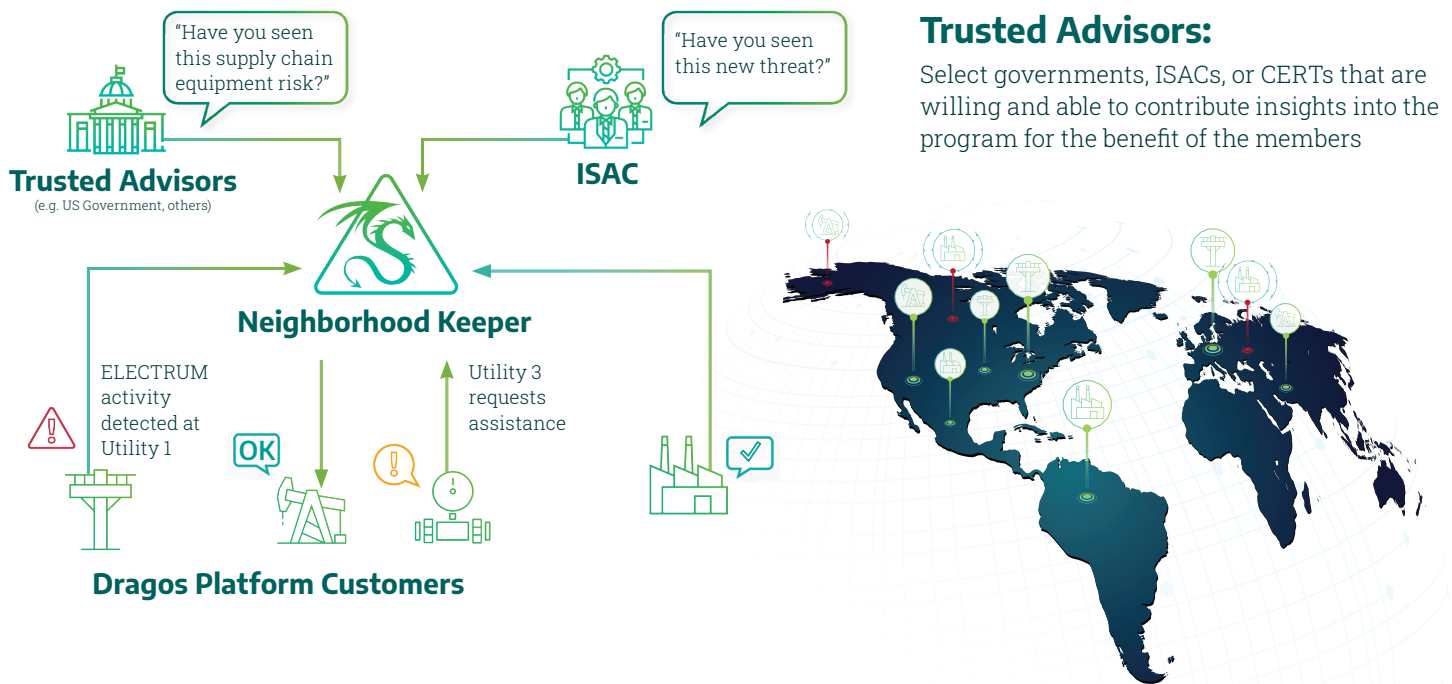 “Have you seen
this supply chain
equipment risk?”
“Have you seen
this new threat?”
Trusted Advisors:
Select governments, ISACs, or CERTs that are
willing and able to contribute insights into the
program for the benefit of the members
Trusted Advisors
(e.g. US Government, others)
ISAC
Neighborhood Keeper
ELECTRUM
activity
detected at
Utility 1
OK
Utility 3
requests
assistance
Dragos Platform Customers